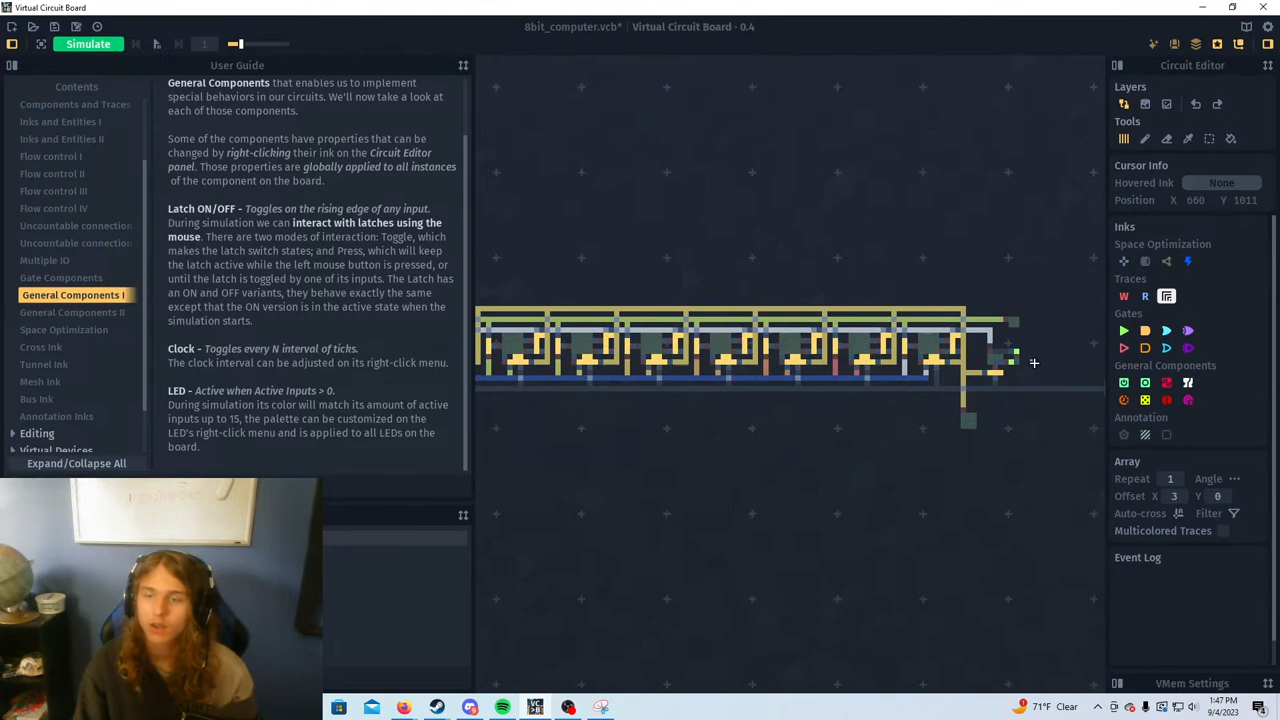 Virtual Circuit Board
8bit_computer.vcb* Virtual Circuit Board - 0.4
Simulate
1
User Guide
Circuit Editor
Contents
Components and Traces
Inks and Entities I
Inks and Entities II
Flow control I
Flow control II
Flow control III
Flow control IV
Uncountable connection
Uncountable connection
Multiple IO
Gate Components
General Components I
General Components II
Space Optimization
Cross Ink
Tunnel Ink
Mesh Ink
Bus Ink
Annotation Inks
Editing
Virtual Devices
Expand/Collapse All
General Components that enables us to implement
special behaviors in our circuits. We'll now take a look at
each of those components.
Some of the components have properties that can be
changed by right-clicking their ink on the Circuit Editor
panel. Those properties are globally applied to all instances
of the component on the board.
Latch ON/OFF - Toggles on the rising edge of any input.
During simulation we can interact with latches using the
mouse. There are two modes of interaction: Toggle, which
makes the latch switch states; and Press, which will keep
the latch active while the left mouse button is pressed, or
until the latch is toggled by one of its inputs. The Latch has
an ON and OFF variants, they behave exactly the same
except that the ON version is in the active state when the
simulation starts.
Clock - Toggles every N interval of ticks.
The clock interval can be adjusted on its right-click menu.
LED - Active when Active Inputs > 0.
During simulation its color will match its amount of active
inputs up to 15, the palette can be customized on the
LED's right-click menu and is applied to all LEDs on the
board.
Layers
Tools
Cursor Info
Hovered Ink None
Position X 660 Y 1011
Inks
Space Optimization
Traces
W R
Gates
General Components
Annotation
Array
Repeat 1 Angle
Offset X 3 Y 0
Auto-cross Filter
Multicolored Traces
Event Log
VMem Settings
71°F Clear
1:47 PM
9/4/2023